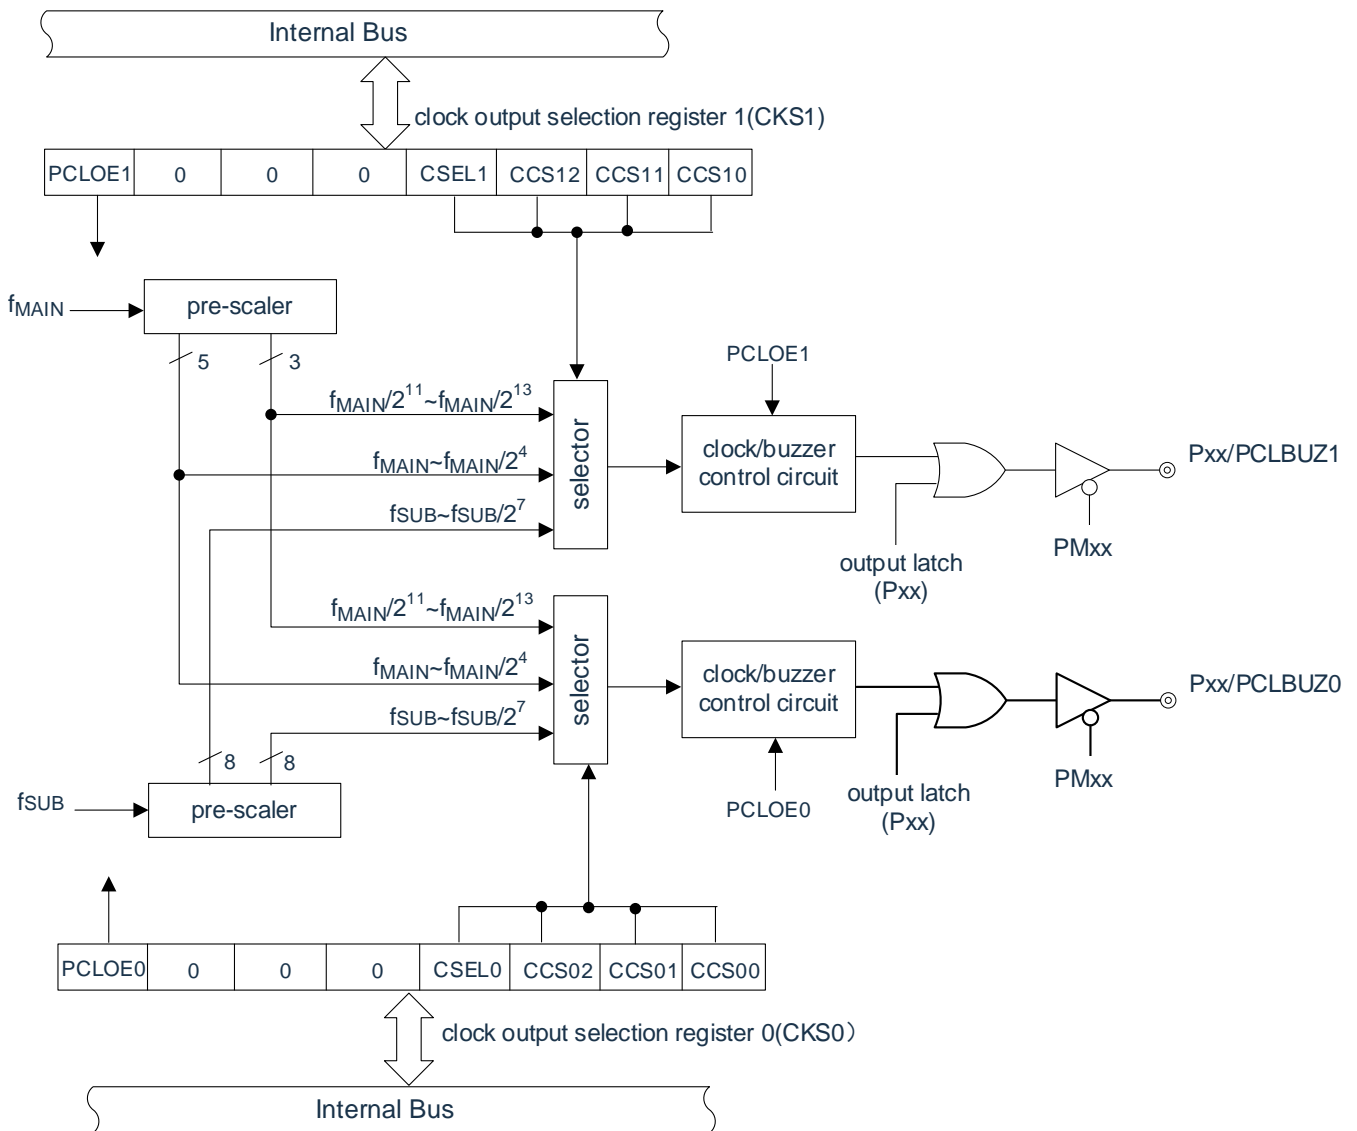 Internal Bus
clock output selection register 1(CKS1)
PCLOE1 0 0 0 CSEL1 CCS12 CCS11 CCS10
fMAIN
pre-scaler
5 3
PCLOE1
fMAIN/2^11~fMAIN/2^13
fMAIN~fMAIN/2^4
fSUB~fSUB/2^7
selector
clock/buzzer
control circuit
Pxx/PCLBUZ1
output latch
(Pxx)
PMxx
fMAIN/2^11~fMAIN/2^13
fMAIN~fMAIN/2^4
fSUB~fSUB/2^7
selector
clock/buzzer
control circuit
Pxx/PCLBUZ0
8 8
fSUB
pre-scaler
PCLOE0
output latch
(Pxx)
PMxx
PCLOE0 0 0 0 CSEL0 CCS02 CCS01 CCS00
clock output selection register 0(CKS0）
Internal Bus